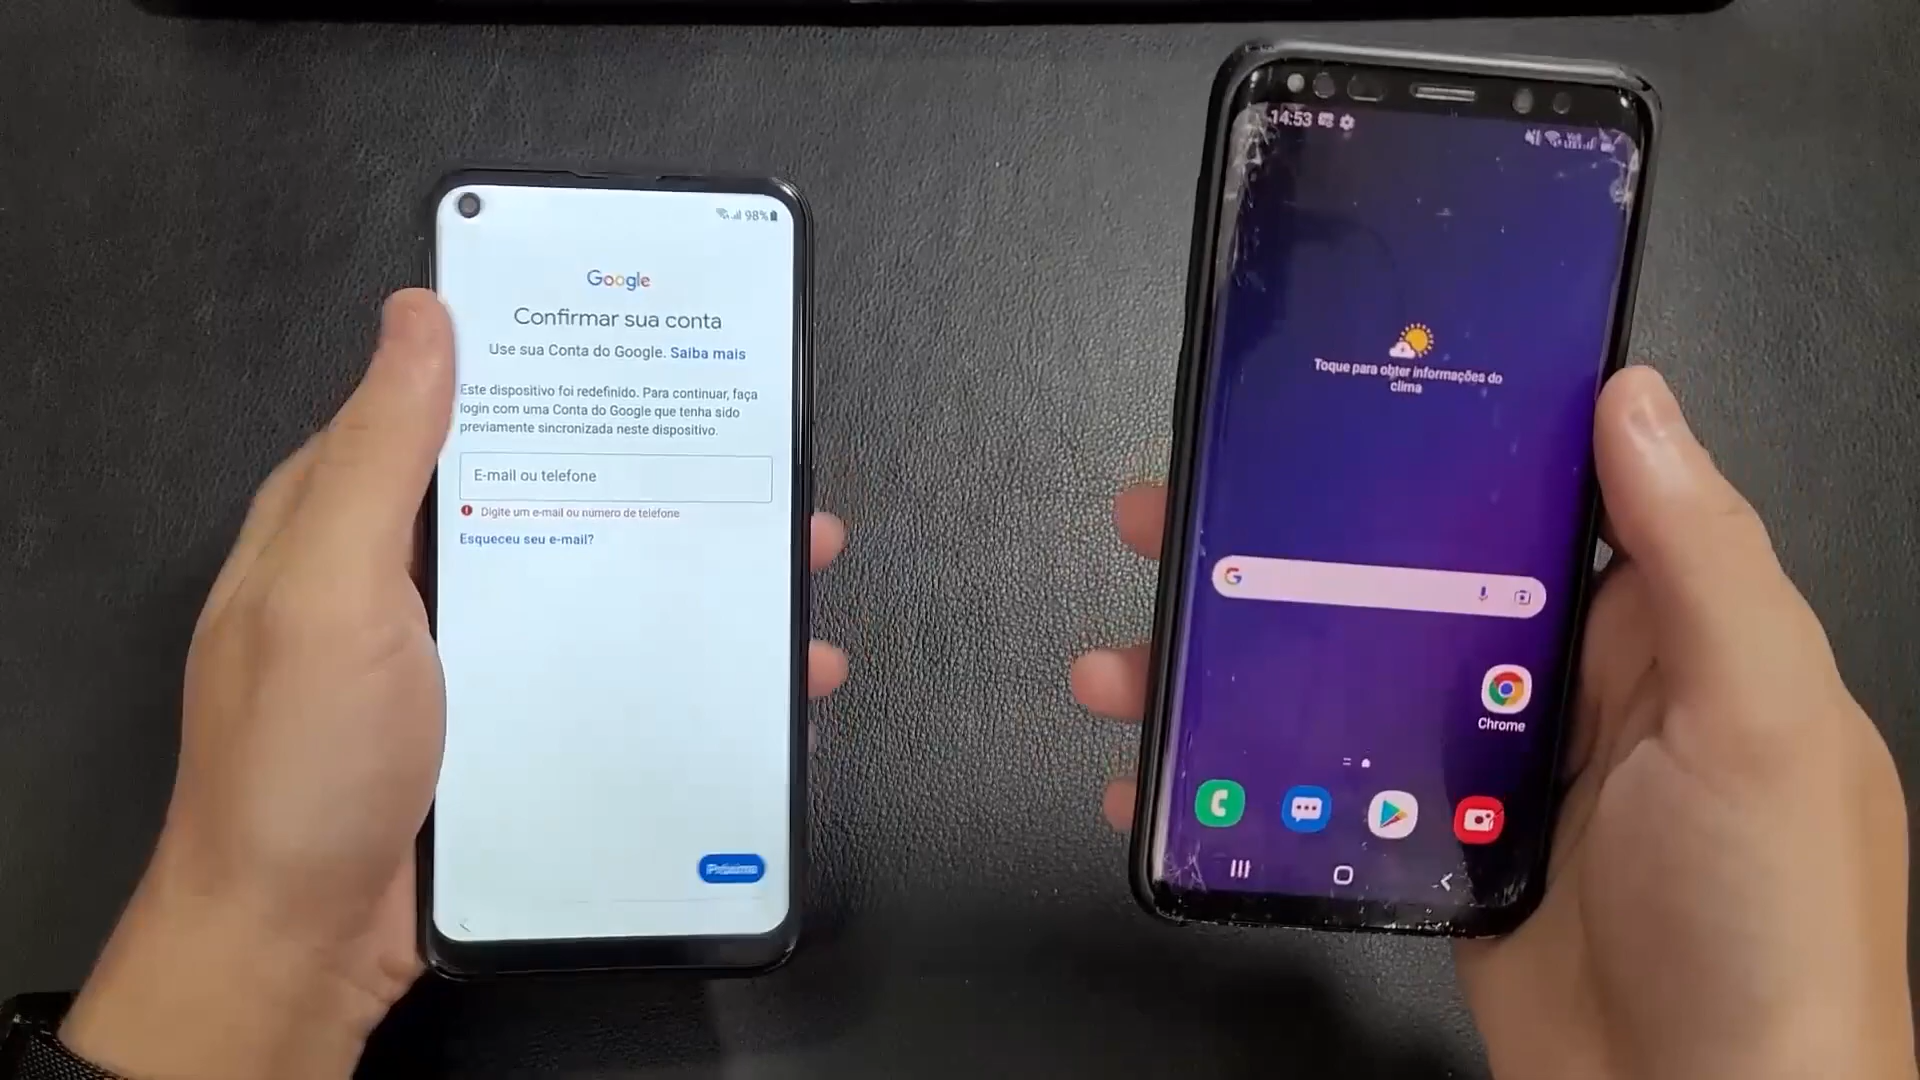 98%
Google
Confirmar sua conta
Use sua Conta do Google. Saiba mais
Este dispositivo foi redefinido. Para continuar, faça
login com uma Conta do Google que tenha sido
previamente sincronizada neste dispositivo.
E-mail ou telefone
Digite um e-mail ou número de telefone
Esqueceu seu e-mail?
14:53
Toque para obter informações do
clima
G
Chrome